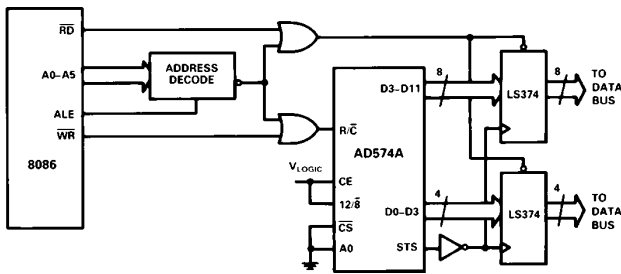 RD
A0–A5
ALE
WR
8086
ADDRESS
DECODE
R/C
VLOGIC
CE
12/8
CS
A0
AD574A
D3–D11
D0–D3
STS
8
4
LS374
LS374
8
4
TO
DATA
BUS
TO
DATA
BUS